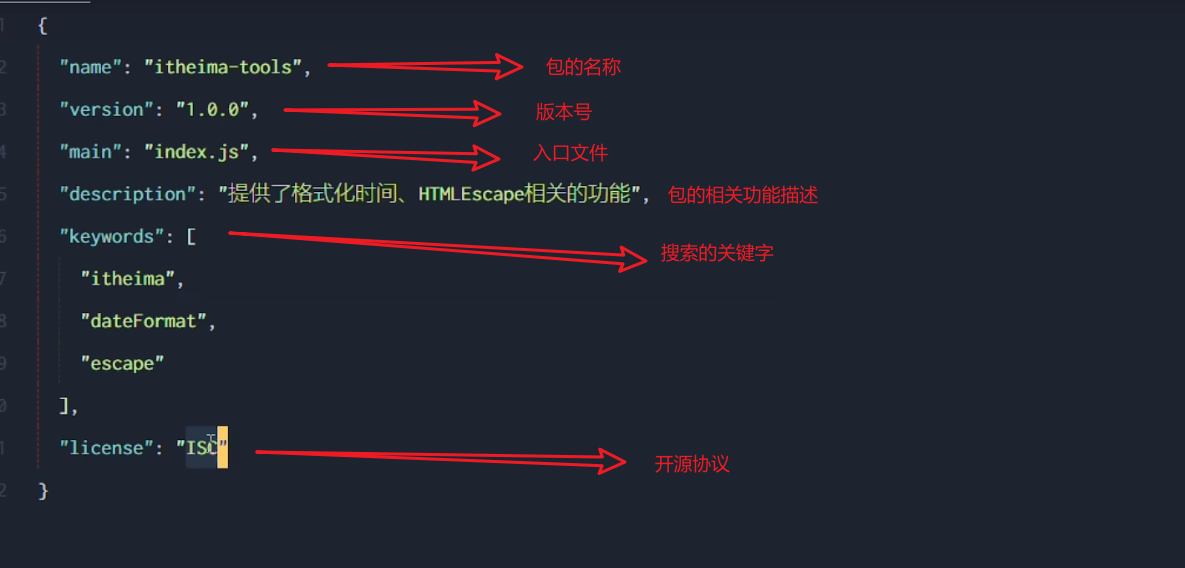 1 {
2 "name": "itheima-tools", 包的名称
3 "version": "1.0.0", 版本号
4 "main": "index.js", 入口文件
5 "description": "提供了格式化时间、HTMLEscape相关的功能", 包的相关功能描述
6 "keywords": [ 搜索的关键字
7 "itheima",
8 "dateFormat",
9 "escape"
0 ],
1 "license": "ISC" 开源协议
2 }